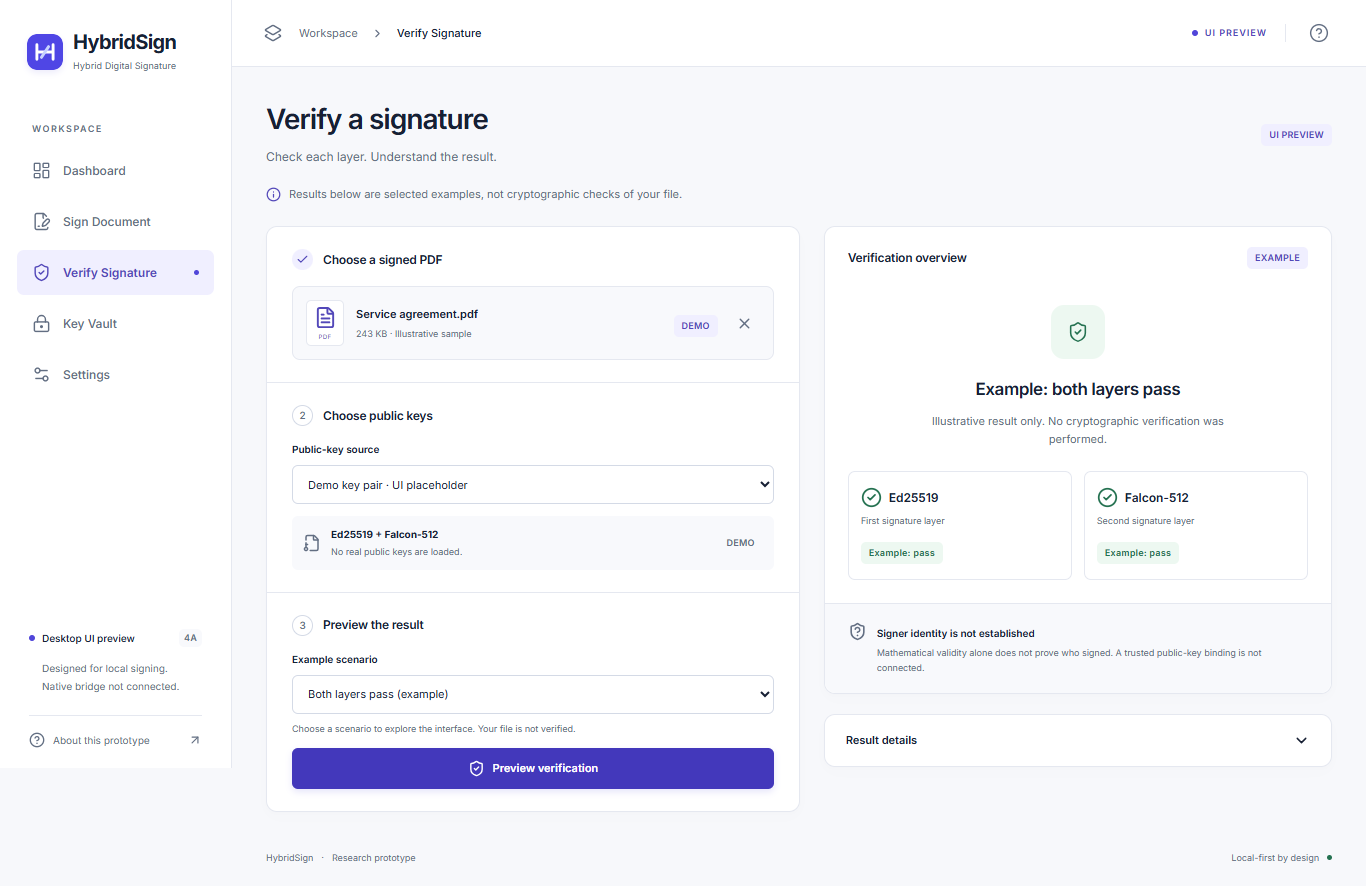 HybridSign
Hybrid Digital Signature
WORKSPACE
Dashboard
Sign Document
Verify Signature
Key Vault
Settings
Desktop UI preview 4A
Designed for local signing.
Native bridge not connected.
About this prototype
Workspace Verify Signature
UI PREVIEW
Verify a signature
Check each layer. Understand the result.
UI PREVIEW
Results below are selected examples, not cryptographic checks of your file.
Choose a signed PDF
PDF
Service agreement.pdf
243 KB · Illustrative sample
DEMO
2 Choose public keys
Public-key source
Demo key pair · UI placeholder
Ed25519 + Falcon-512
No real public keys are loaded.
DEMO
3 Preview the result
Example scenario
Both layers pass (example)
Choose a scenario to explore the interface. Your file is not verified.
Preview verification
Verification overview
EXAMPLE
Example: both layers pass
Illustrative result only. No cryptographic verification was
performed.
Ed25519
First signature layer
Example: pass
Falcon-512
Second signature layer
Example: pass
Signer identity is not established
Mathematical validity alone does not prove who signed. A trusted public-key binding is not
connected.
Result details
HybridSign · Research prototype
Local-first by design